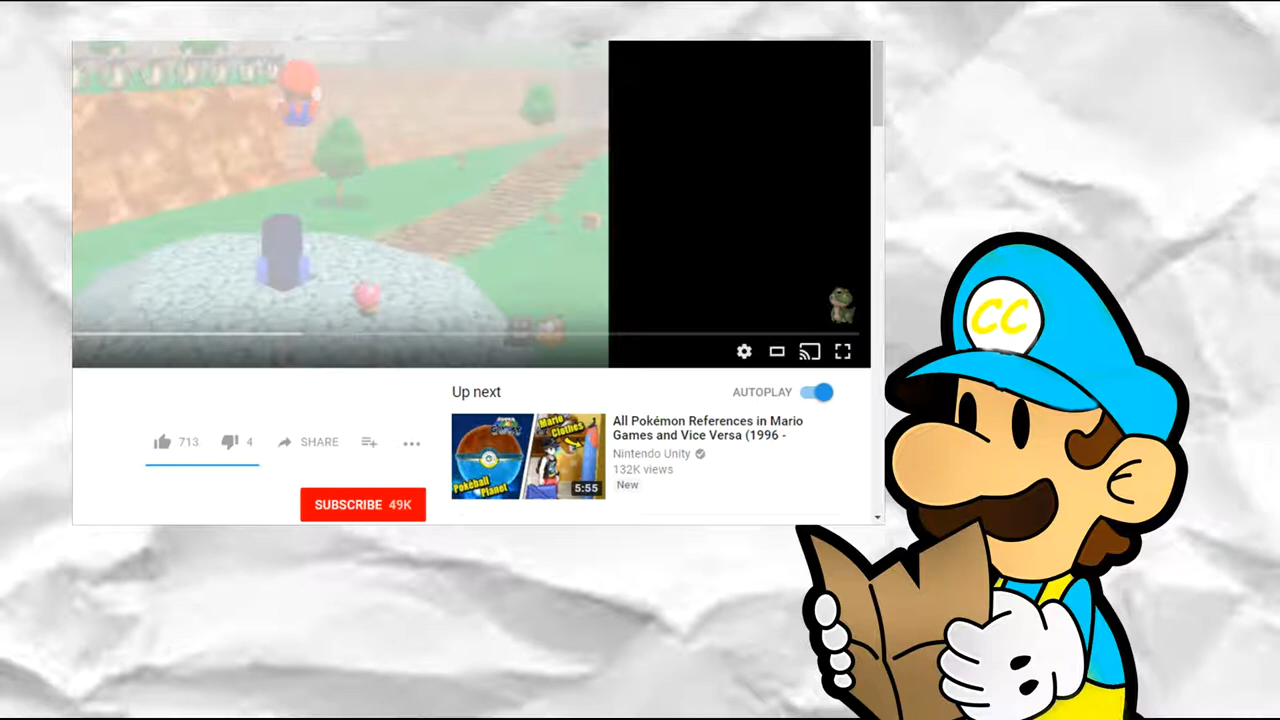 Up next
AUTOPLAY
713
4
SHARE
SUBSCRIBE 49K
All Pokémon References in Mario
Games and Vice Versa (1996 -
Nintendo Unity
132K views
New
Pokéball
Planet
Mario
Clothes
5:55
CC